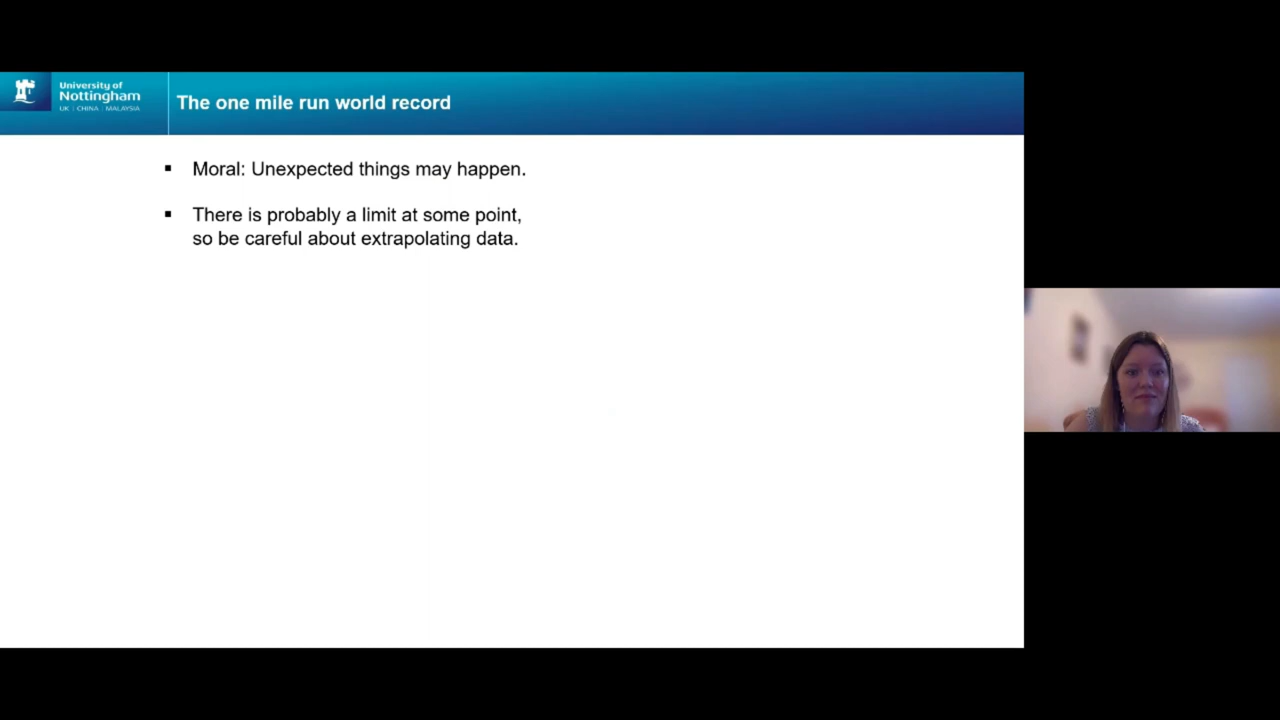 University of
Nottingham
UK | CHINA | MALAYSIA
The one mile run world record
▪ Moral: Unexpected things may happen.
▪ There is probably a limit at some point,
so be careful about extrapolating data.